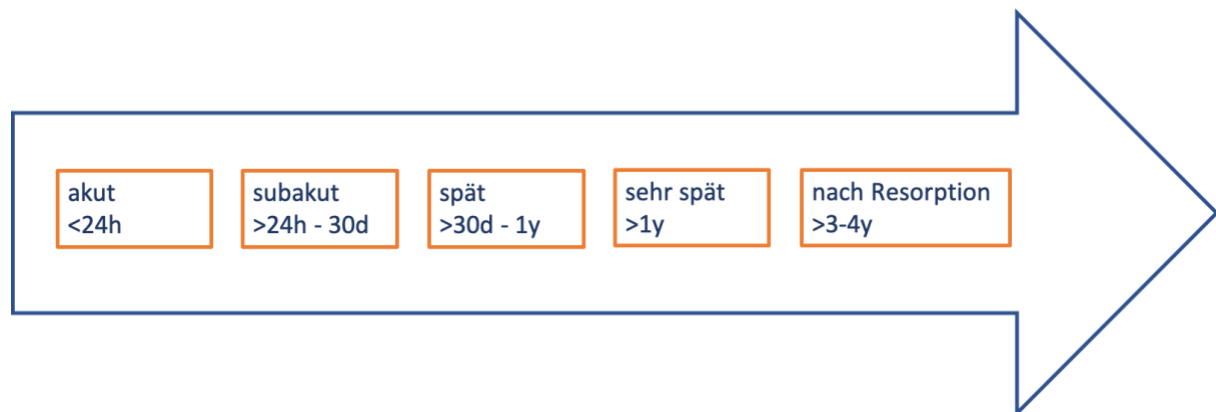 akut
<24h
subakut
>24h - 30d
spät
>30d - 1y
sehr spät
>1y
nach Resorption
>3-4y